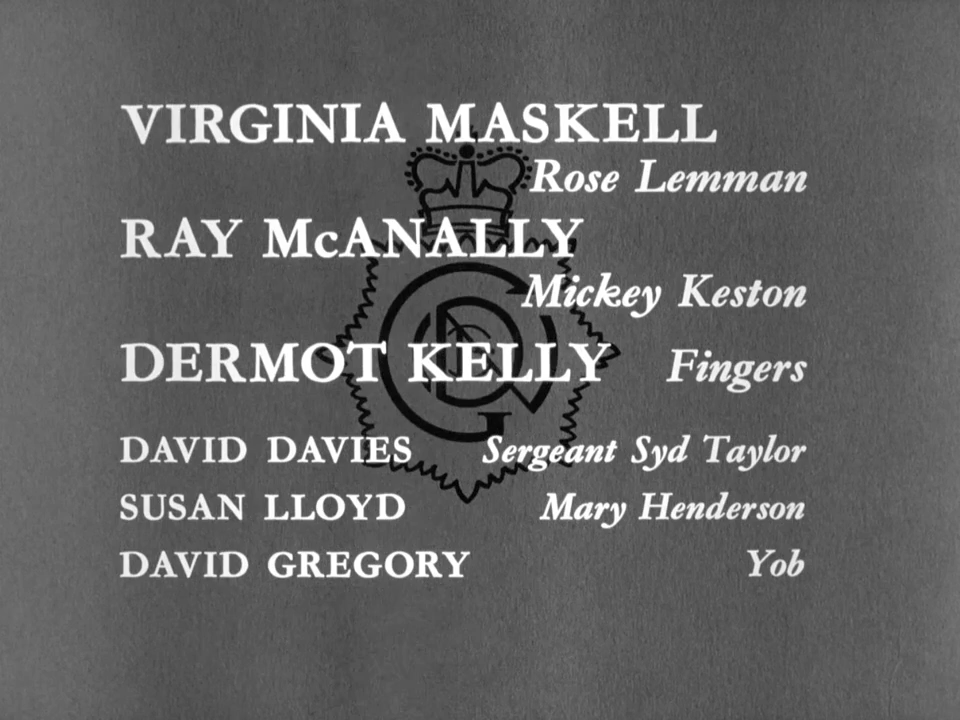 VIRGINIA MASKELL
Rose Lemman
RAY McANALLY
Mickey Keston
DERMOT KELLY Fingers
DAVID DAVIES Sergeant Syd Taylor
SUSAN LLOYD Mary Henderson
DAVID GREGORY Yob